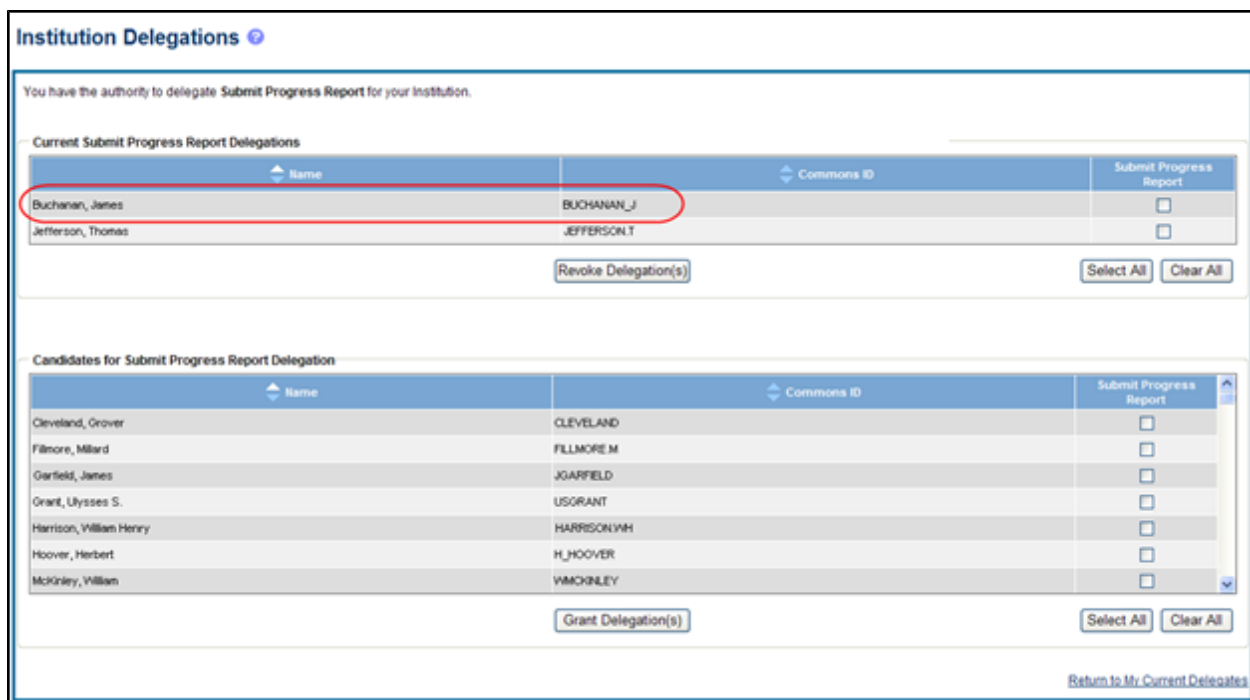 Institution Delegations ?
You have the authority to delegate Submit Progress Report for your Institution.
Current Submit Progress Report Delegations
Name Commons ID Submit Progress Report
Buchanan, James BUCHANAN_J
Jefferson, Thomas JEFFERSON.T
Revoke Delegation(s) Select All Clear All
Candidates for Submit Progress Report Delegation
Name Commons ID Submit Progress Report
Cleveland, Grover CLEVELAND
Fillmore, Millard FILLMORE.M
Garfield, James JGARFIELD
Grant, Ulysses S. USGRANT
Harrison, William Henry HARRISON.WH
Hoover, Herbert H_HOOVER
McKinley, William WMCKINLEY
Grant Delegation(s) Select All Clear All
Return to My Current Delegates